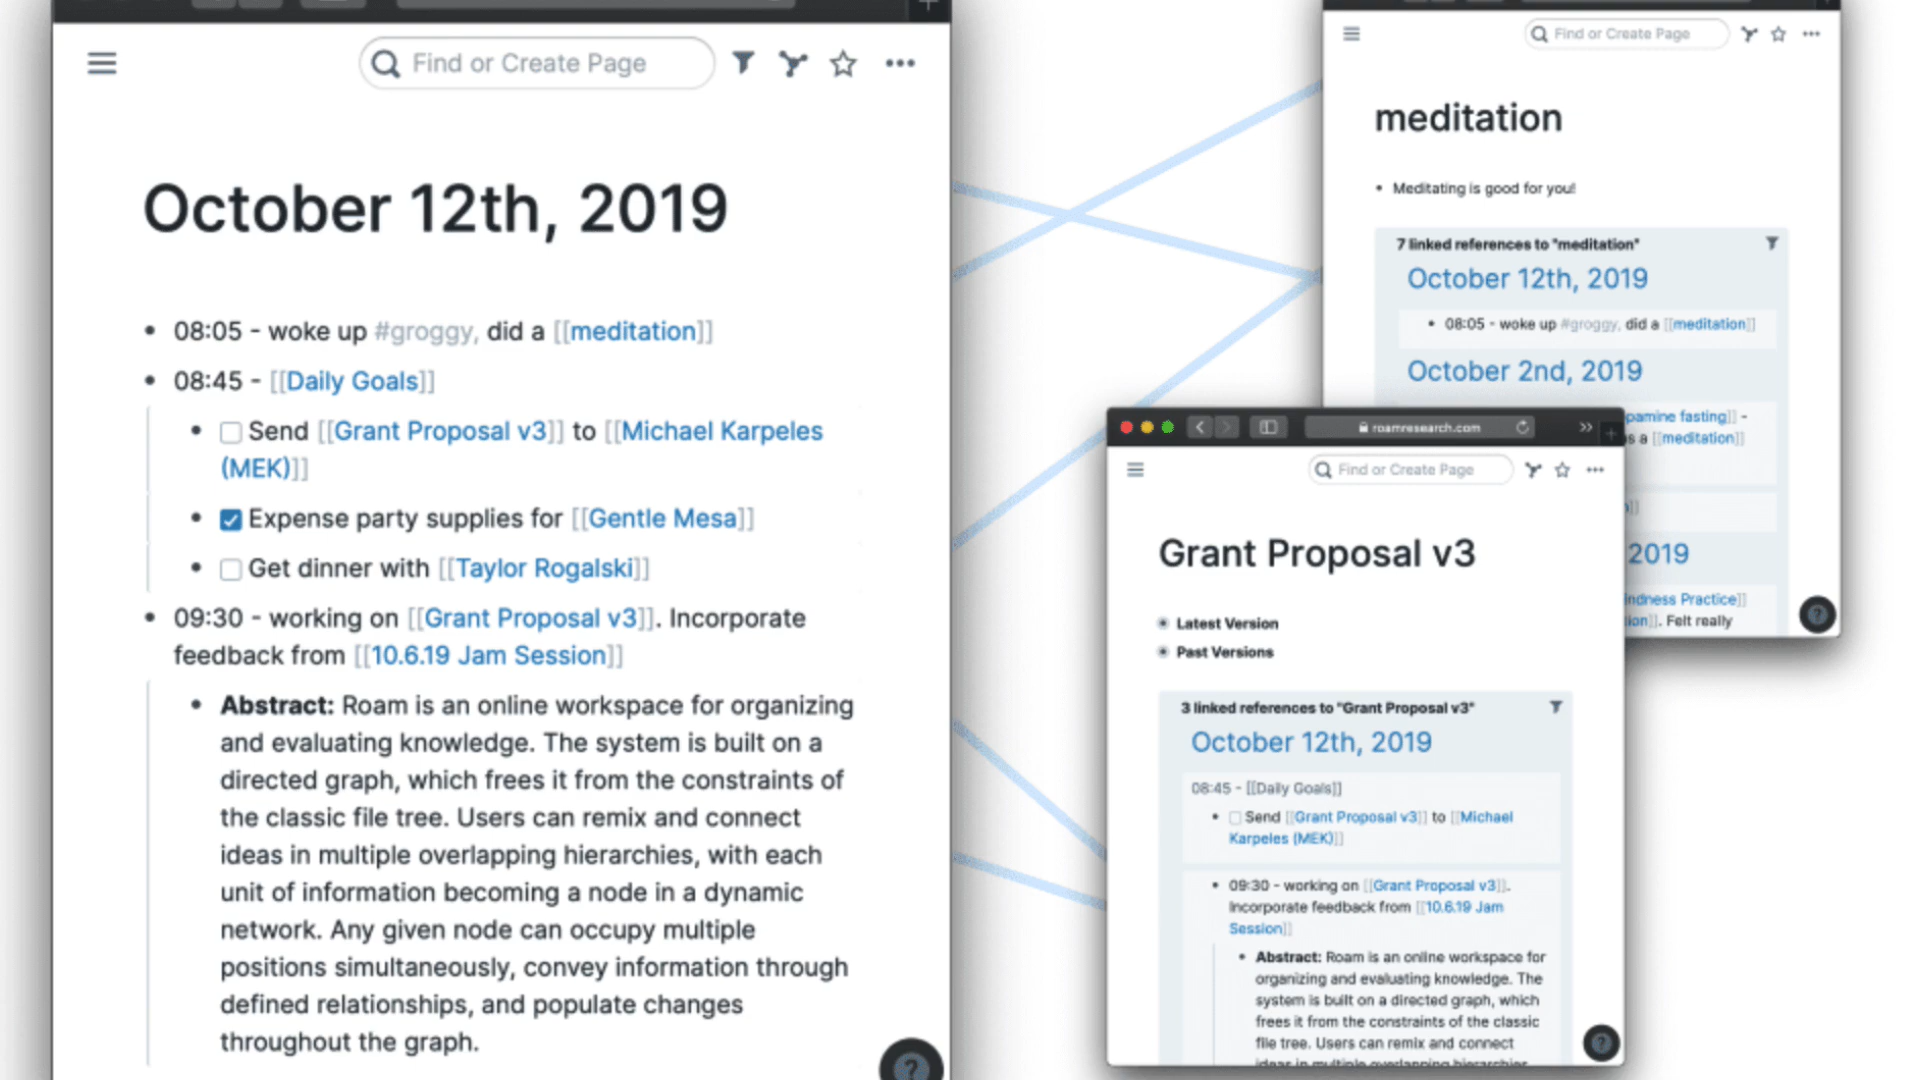 Find or Create Page
October 12th, 2019
• 08:05 - woke up #groggy, did a [[meditation]]
• 08:45 - [[Daily Goals]]
• Send [[Grant Proposal v3]] to [[Michael Karpeles
(MEK)]]
• Expense party supplies for [[Gentle Mesa]]
• Get dinner with [[Taylor Rogalski]]
• 09:30 - working on [[Grant Proposal v3]]. Incorporate
feedback from [[10.6.19 Jam Session]]
• Abstract: Roam is an online workspace for organizing
and evaluating knowledge. The system is built on a
directed graph, which frees it from the constraints of
the classic file tree. Users can remix and connect
ideas in multiple overlapping hierarchies, with each
unit of information becoming a node in a dynamic
network. Any given node can occupy multiple
positions simultaneously, convey information through
defined relationships, and populate changes
throughout the graph.
?
Find or Create Page
meditation
• Meditating is good for you!
7 linked references to "meditation"
October 12th, 2019
• 08:05 - woke up #groggy, did a [[meditation]]
October 2nd, 2019
fasting]] -
a [[meditation]]
2019
Practice]]
Felt really
?
roamresearch.com
Find or Create Page
Grant Proposal v3
• Latest Version
• Past Versions
3 linked references to "Grant Proposal v3"
October 12th, 2019
08:45 - [[Daily Goals]]
• Send [[Grant Proposal v3]] to [[Michael
Karpeles (MEK)]]
• 09:30 - working on [[Grant Proposal v3]].
Incorporate feedback from [[10.6.19 Jam
Session]]
• Abstract: Roam is an online workspace for
organizing and evaluating knowledge. The
system is built on a directed graph, which
frees it from the constraints of the classic
file tree. Users can remix and connect
ideas in multiple overlapping hierarchies,
?